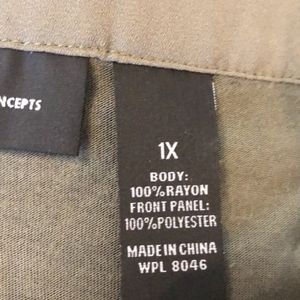 NCEPTS
1X
BODY:
100%RAYON
FRONT PANEL:
100%POLYESTER
MADE IN CHINA
WPL 8046